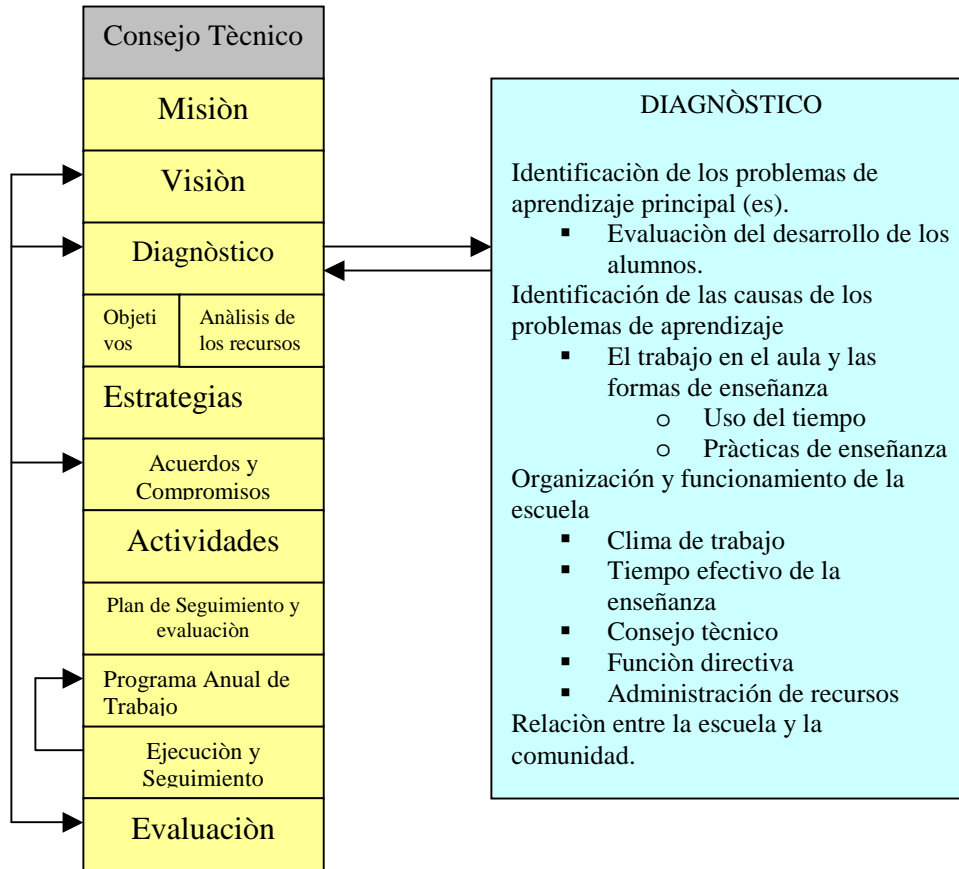 Consejo Tècnico
Misiòn
Visiòn
Diagnòstico
Objeti
vos
Anàlisis de
los recursos
Estrategias
Acuerdos y
Compromisos
Actividades
Plan de Seguimiento y
evaluaciòn
Programa Anual de
Trabajo
Ejecuciòn y
Seguimiento
Evaluaciòn
DIAGNÒSTICO
Identificaciòn de los problemas de
aprendizaje principal (es).
▪ Evaluaciòn del desarrollo de los
alumnos.
Identificación de las causas de los
problemas de aprendizaje
▪ El trabajo en el aula y las
formas de enseñanza
o Uso del tiempo
o Pràcticas de enseñanza
Organización y funcionamiento de la
escuela
▪ Clima de trabajo
▪ Tiempo efectivo de la
enseñanza
▪ Consejo tècnico
▪ Funciòn directiva
▪ Administración de recursos
Relaciòn entre la escuela y la
comunidad.